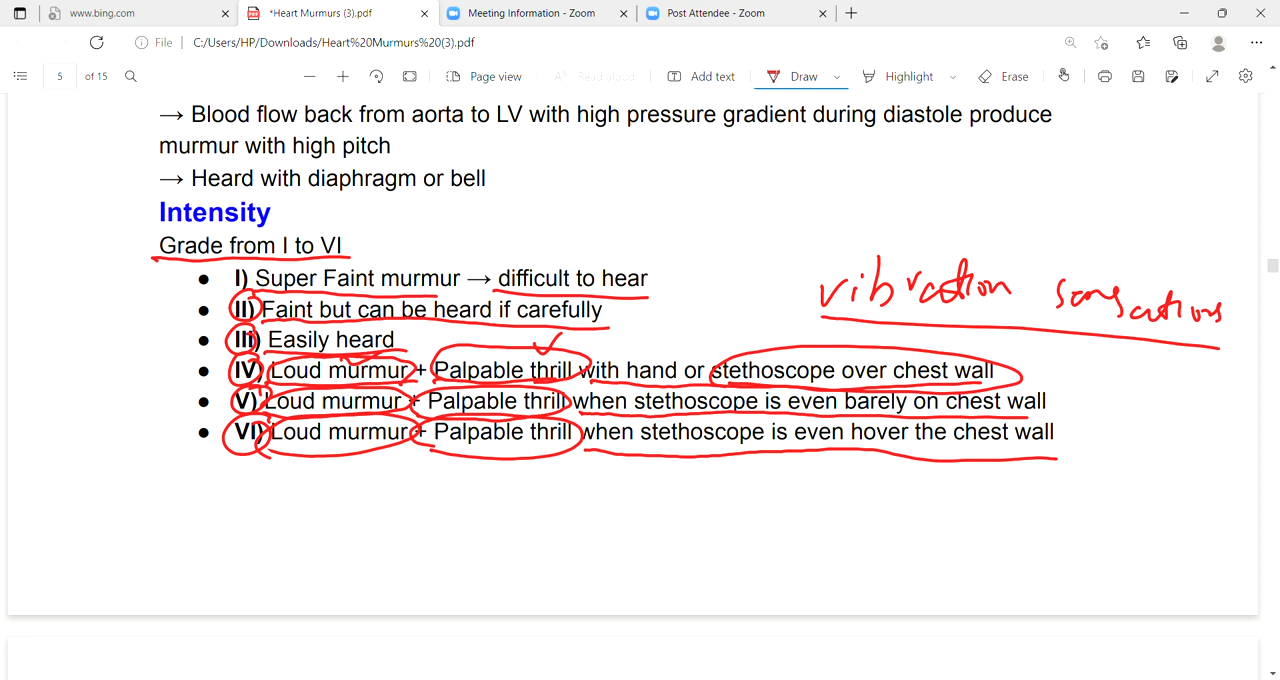 www.bing.com
*Heart Murmurs (3).pdf
Meeting Information - Zoom
Post Attendee - Zoom
File | C:/Users/HP/Downloads/Heart%20Murmurs%20(3).pdf
5 of 15
Page view
Read aloud
Add text
Draw
Highlight
Erase
→ Blood flow back from aorta to LV with high pressure gradient during diastole produce
murmur with high pitch
→ Heard with diaphragm or bell
Intensity
Grade from I to VI
● I) Super Faint murmur → difficult to hear
● II) Faint but can be heard if carefully
● III) Easily heard
● IV) Loud murmur + Palpable thrill with hand or stethoscope over chest wall
● V) Loud murmur + Palpable thrill when stethoscope is even barely on chest wall
● VI) Loud murmur + Palpable thrill when stethoscope is even hover the chest wall
vibration